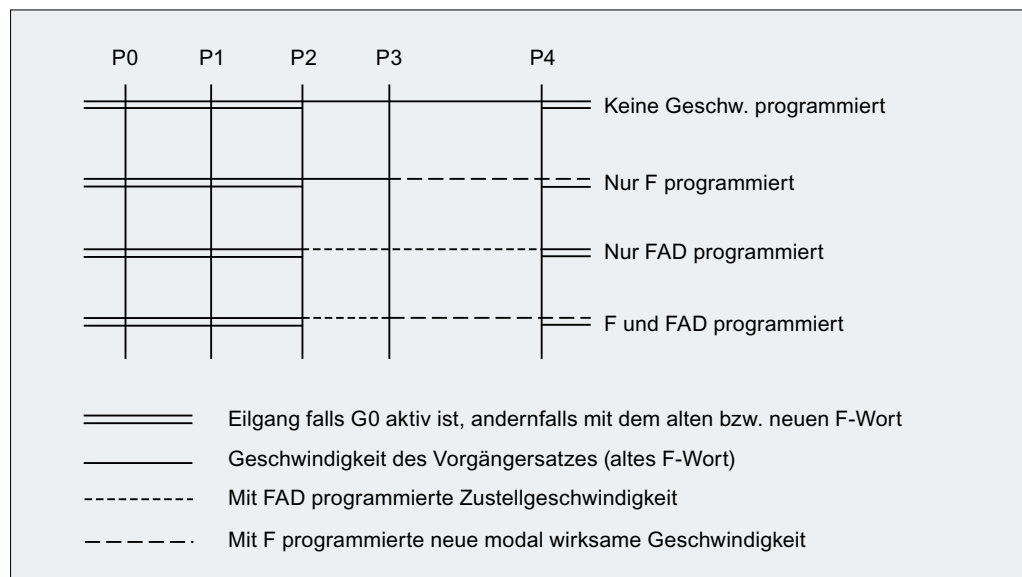 P0 P1 P2 P3 P4
Keine Geschw. programmiert
Nur F programmiert
Nur FAD programmiert
F und FAD programmiert
Eilgang falls G0 aktiv ist, andernfalls mit dem alten bzw. neuen F-Wort
Geschwindigkeit des Vorgängersatzes (altes F-Wort)
Mit FAD programmierte Zustellgeschwindigkeit
Mit F programmierte neue modal wirksame Geschwindigkeit